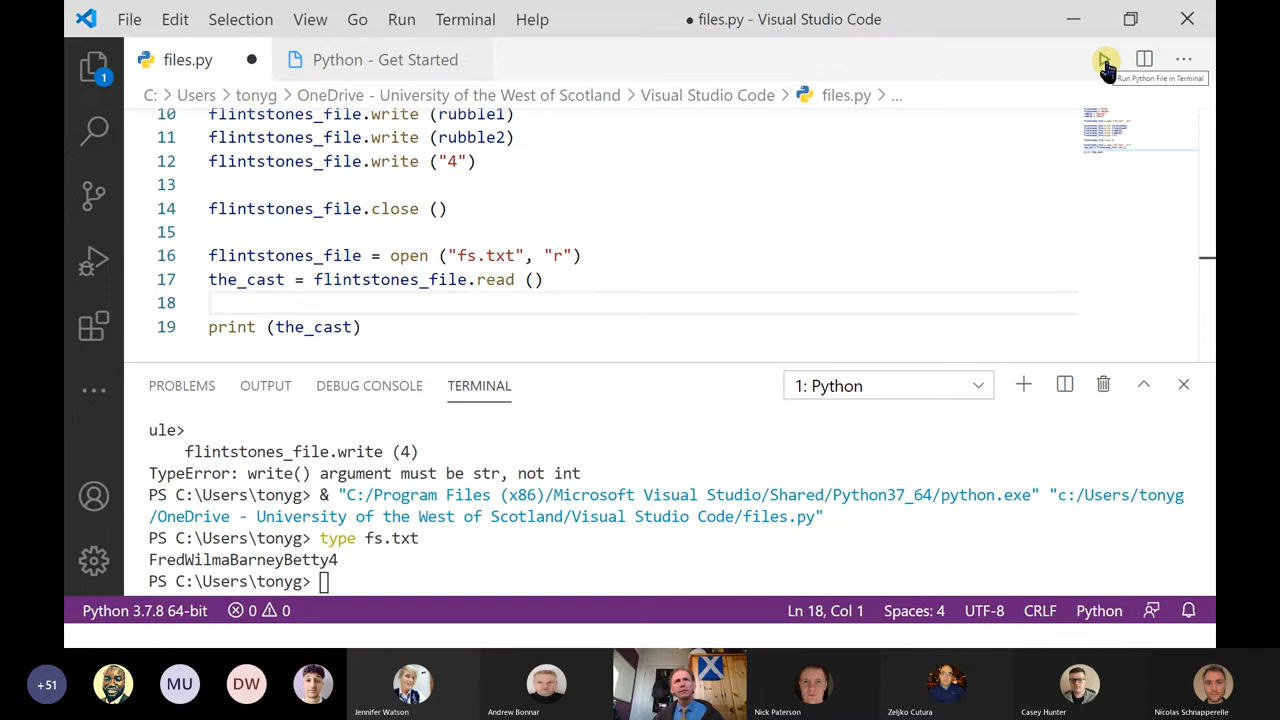 File Edit Selection View Go Run Terminal Help ● files.py - Visual Studio Code
files.py Python - Get Started
Run Python File in Terminal
C: > Users > tonyg > OneDrive - University of the West of Scotland > Visual Studio Code > files.py > ...
10 flintstones_file.write (rubble1)
11 flintstones_file.write (rubble2)
12 flintstones_file.write ("4")
13
14 flintstones_file.close ()
15
16 flintstones_file = open ("fs.txt", "r")
17 the_cast = flintstones_file.read ()
18
19 print (the_cast)
PROBLEMS OUTPUT DEBUG CONSOLE TERMINAL 1: Python
ule>
flintstones_file.write (4)
TypeError: write() argument must be str, not int
PS C:\Users\tonyg> & "C:/Program Files (x86)/Microsoft Visual Studio/Shared/Python37_64/python.exe" "c:/Users/tonyg
/OneDrive - University of the West of Scotland/Visual Studio Code/files.py"
PS C:\Users\tonyg> type fs.txt
FredWilmaBarneyBetty4
PS C:\Users\tonyg>
Python 3.7.8 64-bit 0 0 Ln 18, Col 1 Spaces: 4 UTF-8 CRLF Python
1
+51 MU DW
Jennifer Watson Andrew Bonnar Nick Paterson Zeljko Cutura Casey Hunter Nicolas Schnapperelle